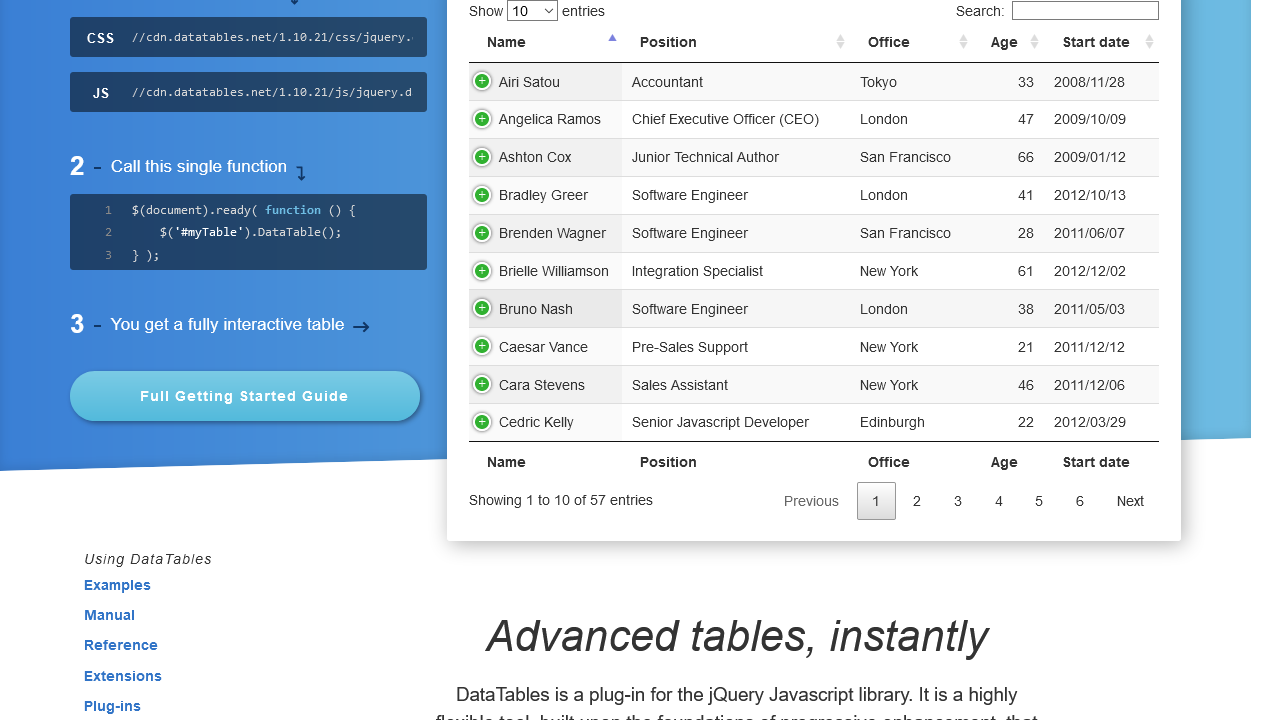 CSS //cdn.datatables.net/1.10.21/css/jquery.
JS //cdn.datatables.net/1.10.21/js/jquery.d
2 - Call this single function
1 $(document).ready( function () {
2 $('#myTable').DataTable();
3 } );
3 - You get a fully interactive table
Full Getting Started Guide
Show 10 entries Search:
Name Position Office Age Start date
Airi Satou Accountant Tokyo 33 2008/11/28
Angelica Ramos Chief Executive Officer (CEO) London 47 2009/10/09
Ashton Cox Junior Technical Author San Francisco 66 2009/01/12
Bradley Greer Software Engineer London 41 2012/10/13
Brenden Wagner Software Engineer San Francisco 28 2011/06/07
Brielle Williamson Integration Specialist New York 61 2012/12/02
Bruno Nash Software Engineer London 38 2011/05/03
Caesar Vance Pre-Sales Support New York 21 2011/12/12
Cara Stevens Sales Assistant New York 46 2011/12/06
Cedric Kelly Senior Javascript Developer Edinburgh 22 2012/03/29
Name Position Office Age Start date
Showing 1 to 10 of 57 entries Previous 1 2 3 4 5 6 Next
Using DataTables
Examples
Manual
Reference
Extensions
Plug-ins
Advanced tables, instantly
DataTables is a plug-in for the jQuery Javascript library. It is a highly
flexible tool, built upon the foundations of progressive enhancement, that